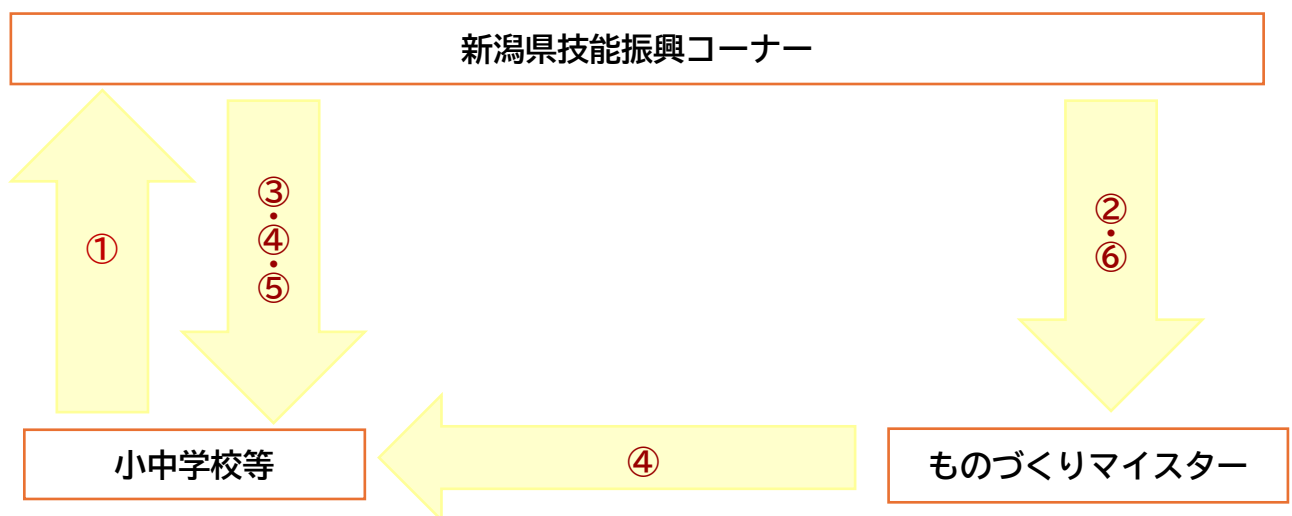 新潟県技能振興コーナー
①
③・④・⑤
②・⑥
小中学校等
④
ものづくりマイスター